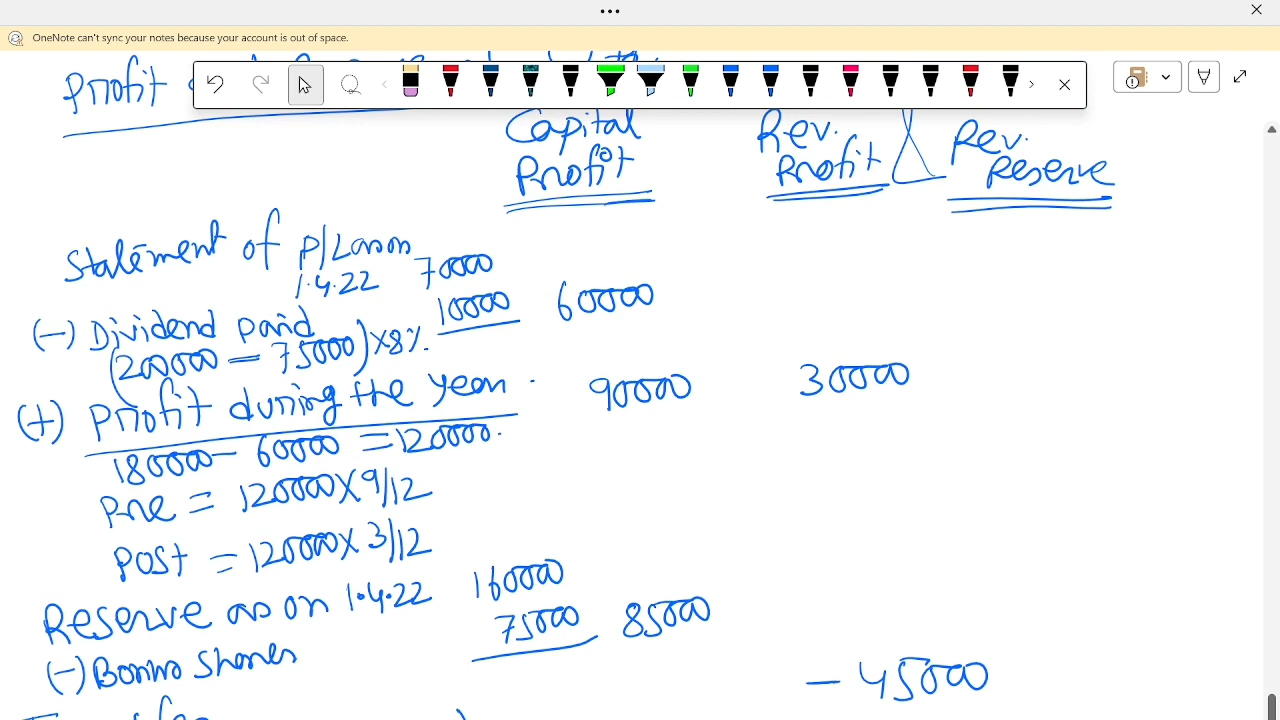 OneNote can't sync your notes because your account is out of space.
Profit
Capital Profit
Rev. Profit
Rev. Reserve
Statement of P/L as on 1.4.22 70000
(-) Dividend paid 10000 60000
(200000 - 75000) x 8%.
(+) Profit during the year. 90000 30000
180000 - 60000 = 120000.
Pre = 120000 x 9/12
Post = 120000 x 3/12
Reserve as on 1.4.22 160000
(-) Bonus shares 75000 85000
- 45000